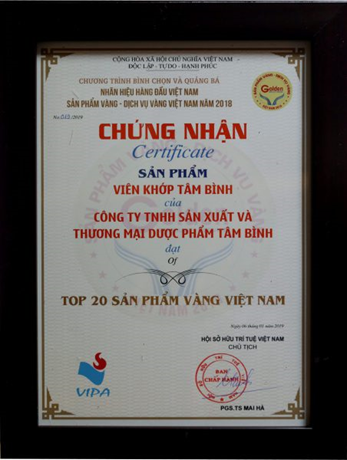 CỘNG HÒA XÃ HỘI CHỦ NGHĨA VIỆT NAM
ĐỘC LẬP - TỰ DO - HẠNH PHÚC
CHƯƠNG TRÌNH BÌNH CHỌN VÀ QUẢNG BÁ
NHÃN HIỆU HÀNG ĐẦU VIỆT NAM
SẢN PHẨM VÀNG - DỊCH VỤ VÀNG VIỆT NAM NĂM 2018
Golden
CHỨNG NHẬN
Certificate
SẢN PHẨM
VIÊN KHỚP TÂM BÌNH
của
CÔNG TY TNHH SẢN XUẤT VÀ
THƯƠNG MẠI DƯỢC PHẨM TÂM BÌNH
đạt
Of
TOP 20 SẢN PHẨM VÀNG VIỆT NAM
HỘI SỞ HỮU TRÍ TUỆ VIỆT NAM
CHỦ TỊCH
BAN
CHẤP HÀNH
VIPA
PGS.TS MAI HÀ